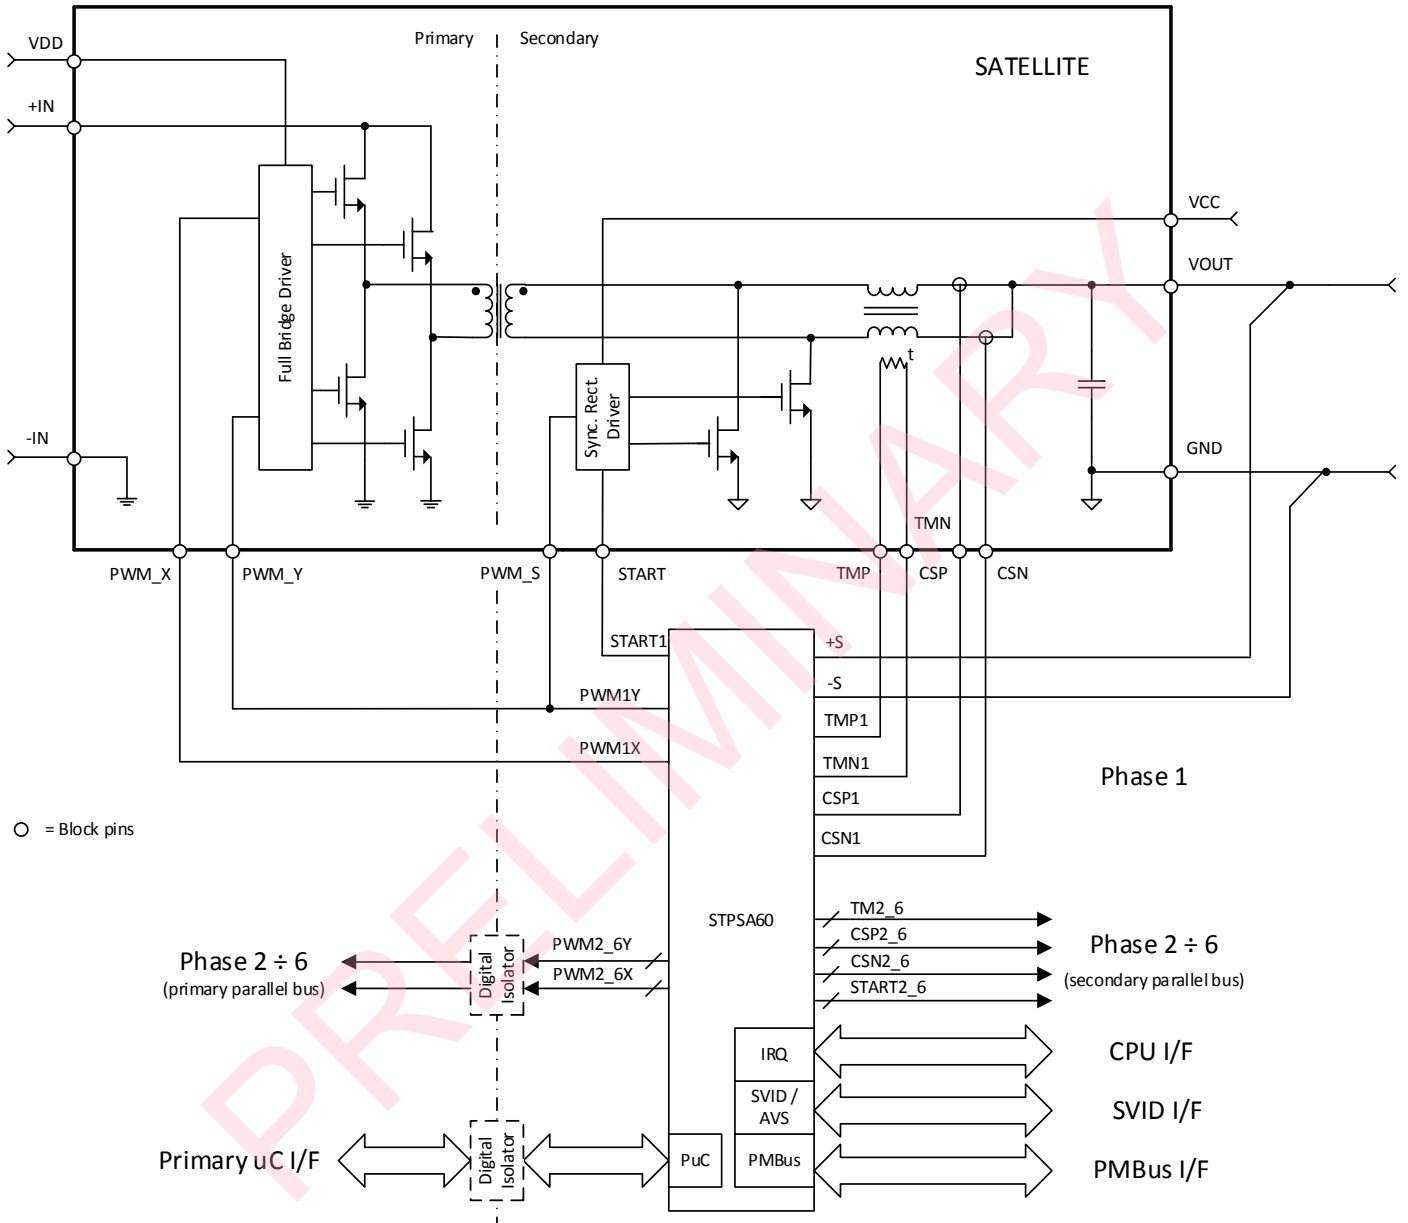 Primary
Secondary
SATELLITE
VDD
+IN
-IN
Full Bridge Driver
Sync. Rect.
Driver
t
VCC
VOUT
GND
TMN
PWM_X
PWM_Y
PWM_S
START
TMP
CSP
CSN
START1
PWM1Y
PWM1X
+S
-S
TMP1
TMN1
CSP1
CSN1
Phase 1
= Block pins
STPSA60
TM2_6
CSP2_6
CSN2_6
START2_6
Phase 2 ÷ 6
(secondary parallel bus)
PWM2_6Y
PWM2_6X
Digital
Isolator
Phase 2 ÷ 6
(primary parallel bus)
IRQ
CPU I/F
SVID /
AVS
SVID I/F
PuC
PMBus
PMBus I/F
Digital
Isolator
Primary uC I/F
PRELIMINARY